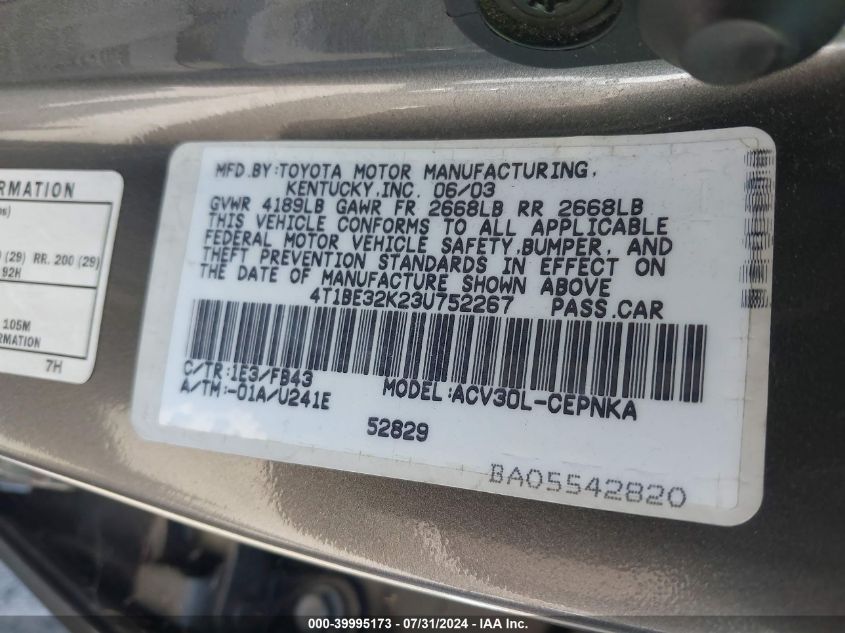 RMATION
RR. 200 (29)
92H
105M
RMATION
7H
MFD.BY:TOYOTA MOTOR MANUFACTURING,
KENTUCKY,INC. 06/03
GVWR 4189LB GAWR FR 2668LB RR 2668LB
THIS VEHICLE CONFORMS TO ALL APPLICABLE
FEDERAL MOTOR VEHICLE SAFETY,BUMPER, AND
THEFT PREVENTION STANDARDS IN EFFECT ON
THE DATE OF MANUFACTURE SHOWN ABOVE
4T1BE32K23U752267 PASS.CAR
C/TR:1E3/FB43
A/TM:-01A/U241E MODEL:ACV30L-CEPNKA
52829
BA05542820
000-39995173 - 07/31/2024 - WWW.IAAI.COM